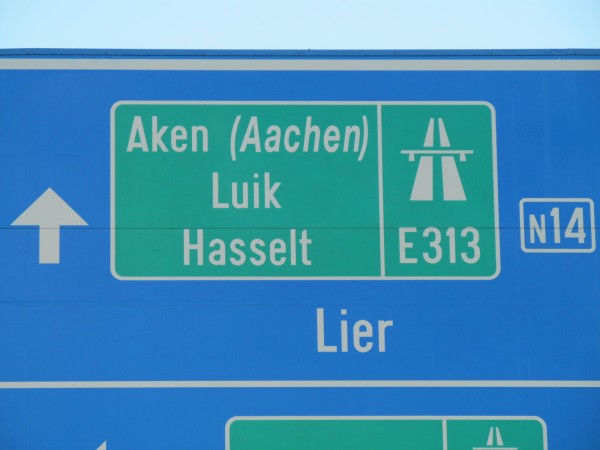 Aken (Aachen)
Luik
Hasselt
E313
N14
Lier